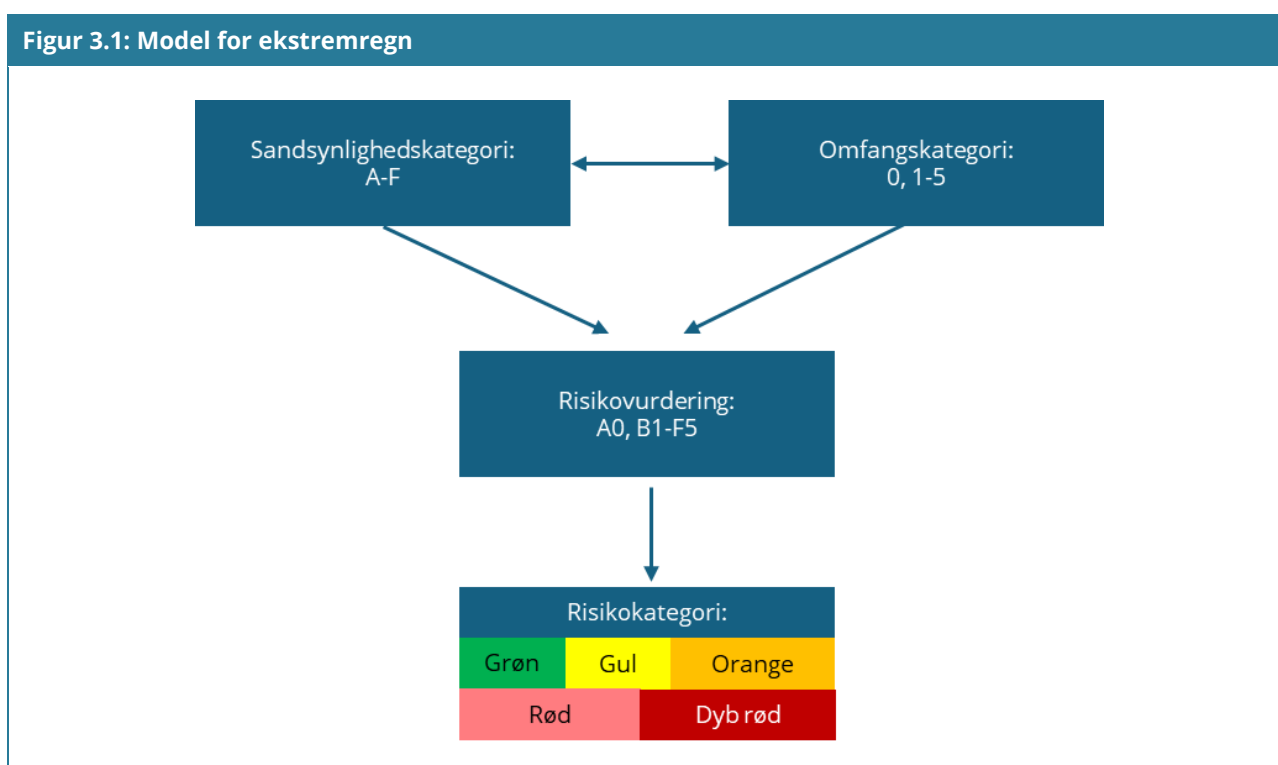 Figur 3.1: Model for ekstremregn
Sandsynlighedskategori:
A-F
Omfangskategori:
0, 1-5
Risikovurdering:
A0, B1-F5
Risikokategori:
Grøn
Gul
Orange
Rød
Dyb rød